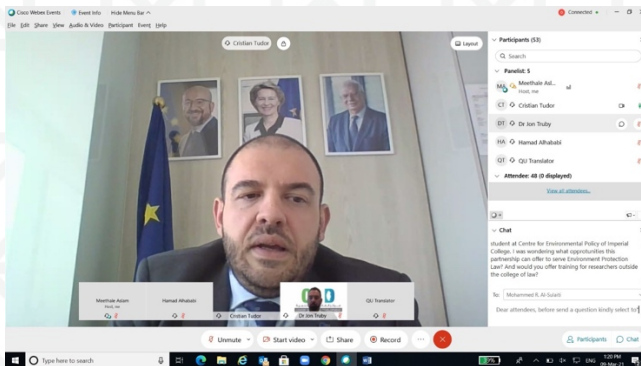 Cisco Webex Events
Event Info
Hide Menu Bar
Connected
File Edit Share View Audio & Video Participant Event Help
Cristian Tudor
Layout
Participants (53)
Search
Panelist: 5
MA
Meethale Asl...
Host, me
CT
Cristian Tudor
DT
Dr Jon Truby
HA
Hamad Alhababi
QT
QU Translator
Attendee: 48 (0 displayed)
View all attendees...
Chat
student at Centre for Environmental Policy of Imperial
College. I was wondering what opportunities this
partnership can offer to serve Environment Protection
Law? And would you offer training for researchers outside
the college of law?
To: Mohammed R. Al-Sulaiti
Dear attendees, before send a question kindly select
Meethale Aslam
Host, me
Hamad Alhababi
Cristian Tudor
Dr Jon Truby
QU Translator
Unmute
Start video
Share
Record
Participants
Chat
Type here to search
ENG
1:20 PM
09-Mar-21